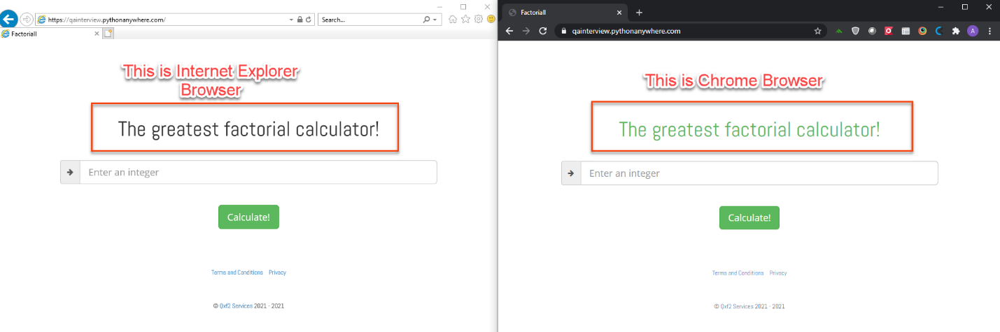 https://qainterview.pythonanywhere.com/
Search...
Factoriall
This is Internet Explorer
Browser
The greatest factorial calculator!
Enter an integer
Calculate!
Terms and Conditions Privacy
© Qxf2 Services 2021 - 2021
Factoriall
qainterview.pythonanywhere.com
A
This is Chrome Browser
The greatest factorial calculator!
Enter an integer
Calculate!
Terms and Conditions Privacy
© Qxf2 Services 2021 - 2021